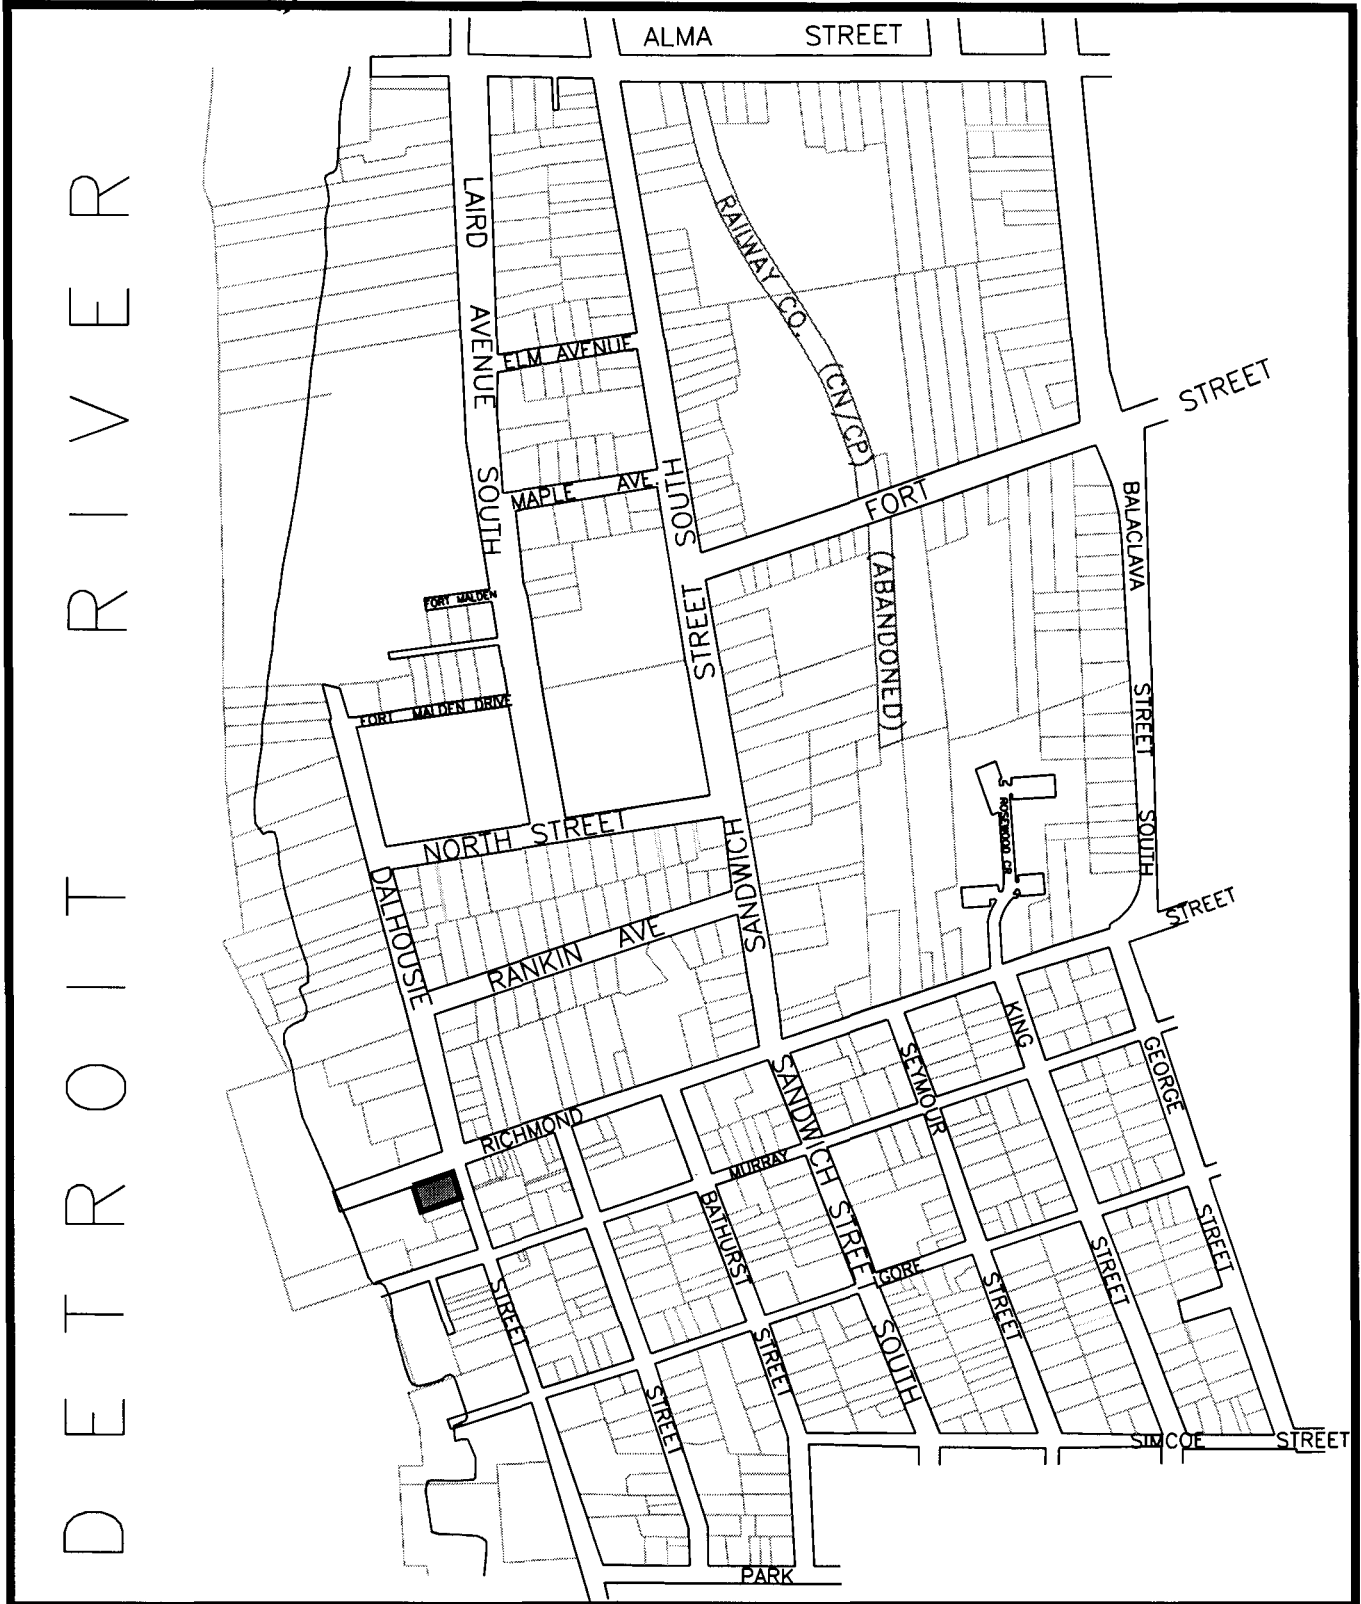 ALMA STREET
DETROIT RIVER
LAIRD AVENUE SOUTH
RAILWAY CO. (CN/CP)
(ABANDONED)
ELM AVENUE
MAPLE AVE
STREET
FORT
SANDWICH STREET SOUTH
BALACLAVA STREET SOUTH
FORT MALDEN
FORT MALDEN DRIVE
NORTH STREET
ROSEWOOD CR.
DALHOUSIE
RANKIN AVE
STREET
KING
SEYMOUR
GEORGE
RICHMOND
SANDWICH STREET SOUTH
MURRAY
BATHURST
GORE
STREET
STREET
STREET
STREET
STREET
STREET
SIMCOE STREET
PARK